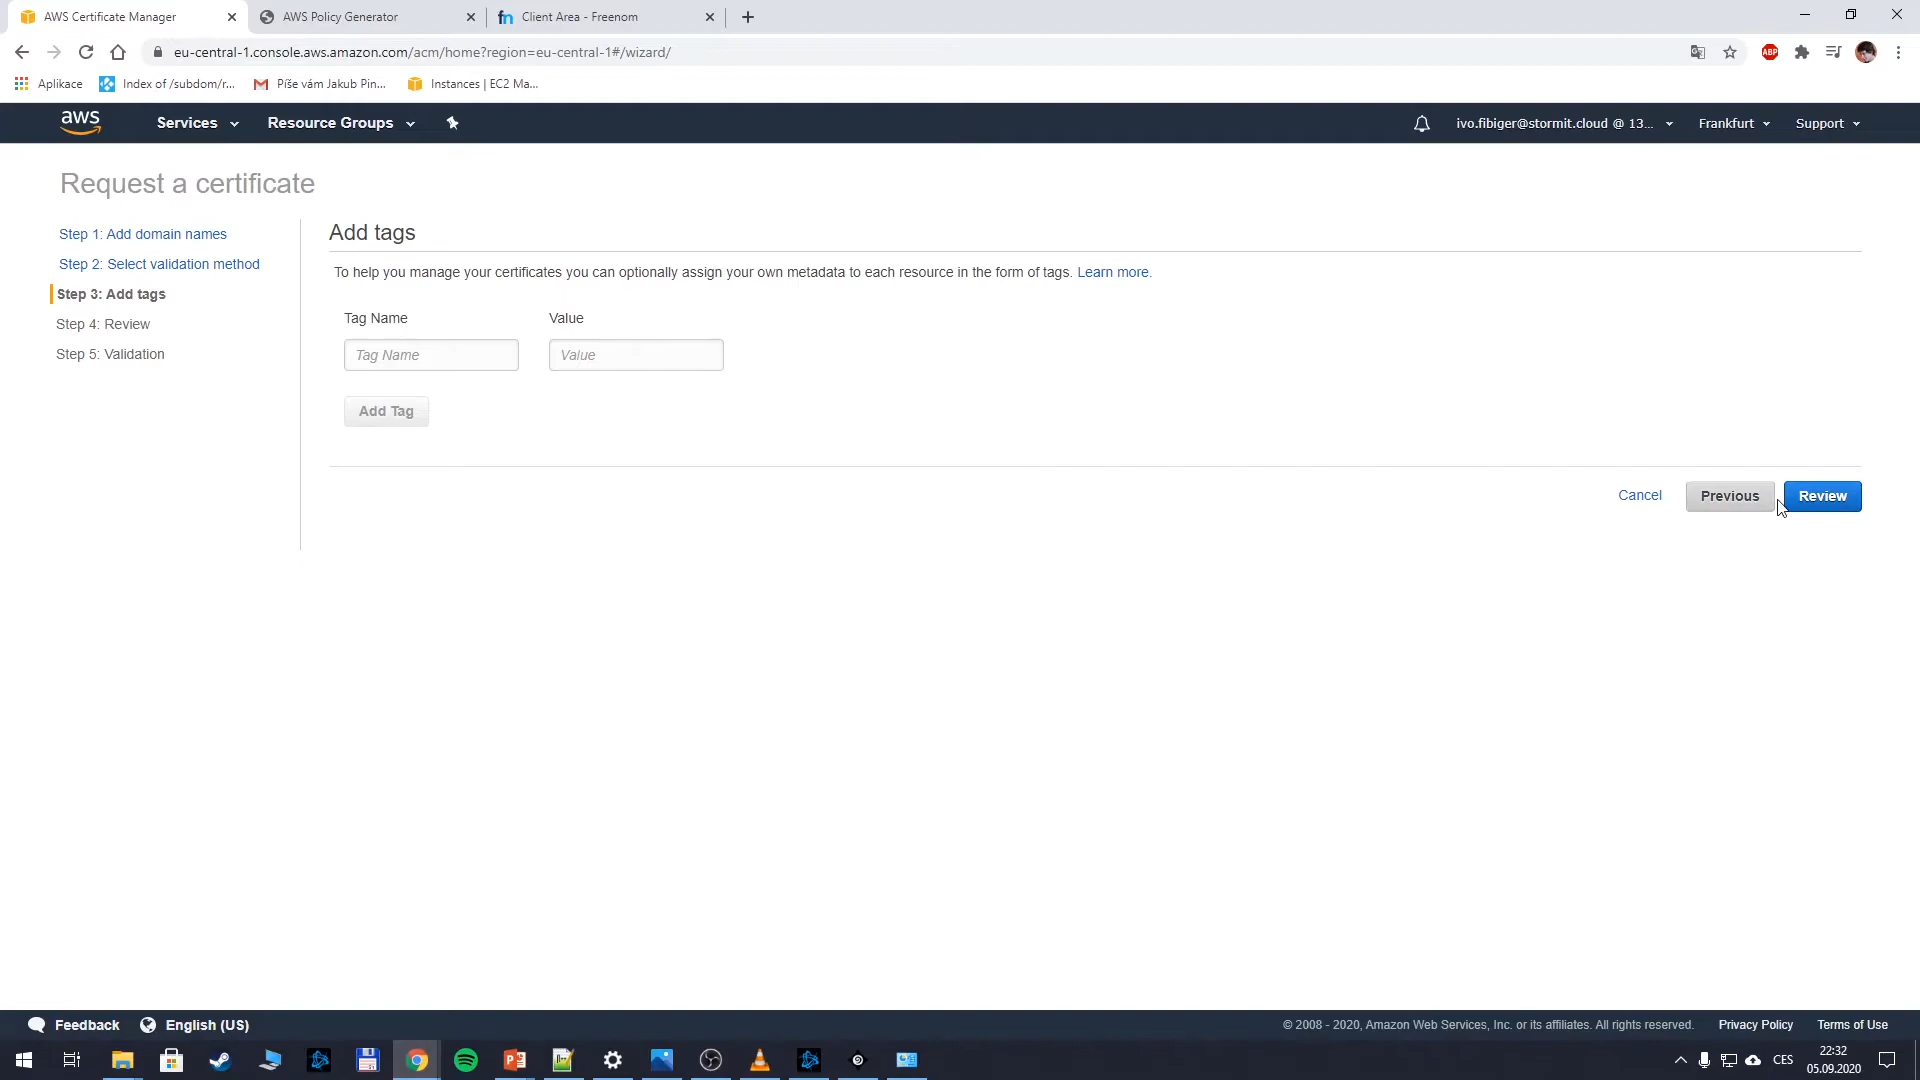 AWS Certificate Manager
AWS Policy Generator
fn Client Area - Freenom
eu-central-1.console.aws.amazon.com/acm/home?region=eu-central-1#/wizard/
ABP
Aplikace
Index of /subdom/r...
Píše vám Jakub Pin...
Instances | EC2 Ma...
aws
Services
Resource Groups
ivo.fibiger@stormit.cloud @ 13...
Frankfurt
Support
Request a certificate
Step 1: Add domain names
Step 2: Select validation method
Step 3: Add tags
Step 4: Review
Step 5: Validation
Add tags
To help you manage your certificates you can optionally assign your own metadata to each resource in the form of tags. Learn more.
Tag Name
Value
Tag Name
Value
Add Tag
Cancel
Previous
Review
Feedback
English (US)
© 2008 - 2020, Amazon Web Services, Inc. or its affiliates. All rights reserved.
Privacy Policy
Terms of Use
CES
22:32
05.09.2020